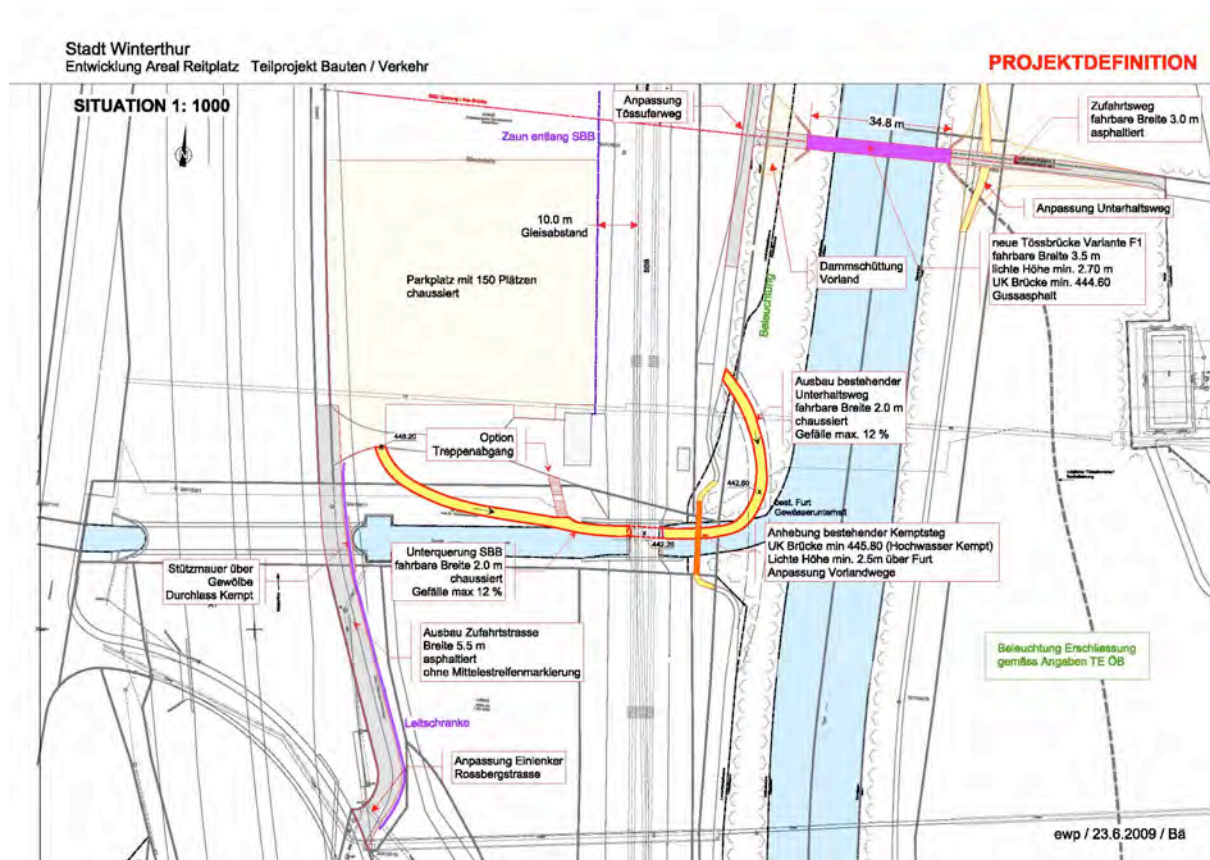 Stadt Winterthur
Entwicklung Areal Reitplatz Teilprojekt Bauten / Verkehr
PROJEKTDEFINITION
SITUATION 1: 1000
Zaun entlang SBB
Anpassung
Tössuferweg
34.8 m
Zufahrtsweg
fahrbare Breite 3.0 m
asphaltiert
Anpassung Unterhaltsweg
10.0 m
Gleisabstand
SBB
Parkplatz mit 150 Plätzen
chaussiert
Dammschüttung
Vorland
neue Tössbrücke Variante F1
fahrbare Breite 3.5 m
lichte Höhe min. 2.70 m
UK Brücke min. 444.60
Gussasphalt
Beleuchtung
Ausbau bestehender
Unterhaltsweg
fahrbare Breite 2.0 m
chaussiert
Gefälle max. 12 %
448.20
Option
Treppenabgang
442.60
best. Furt
Gewässerunterhalt
442.20
Unterquerung SBB
fahrbare Breite 2.0 m
chaussiert
Gefälle max 12 %
Anhebung bestehender Kemptsteg
UK Brücke min 445.80 (Hochwasser Kempt)
Lichte Höhe min. 2.5m über Furt
Anpassung Vorlandwege
Stützmauer über
Gewölbe
Durchlass Kempt
Ausbau Zufahrtstrasse
Breite 5.5 m
asphaltiert
ohne Mittelestreifenmarkierung
Beleuchtung Erschliessung
gemäss Angaben TE ÖB
Leitschranke
Anpassung Einlenker
Rossbergstrasse
ewp / 23.6.2009 / Bä